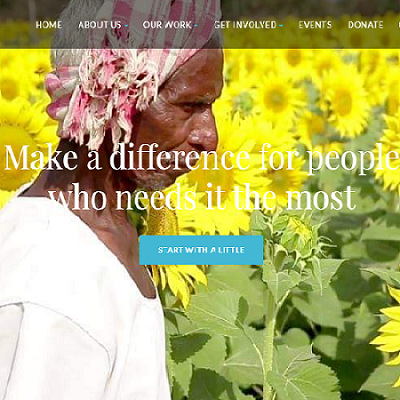 HOME ABOUT US OUR WORK GET INVOLVED EVENTS DONATE
Make a difference for people
who needs it the most
START WITH A LITTLE